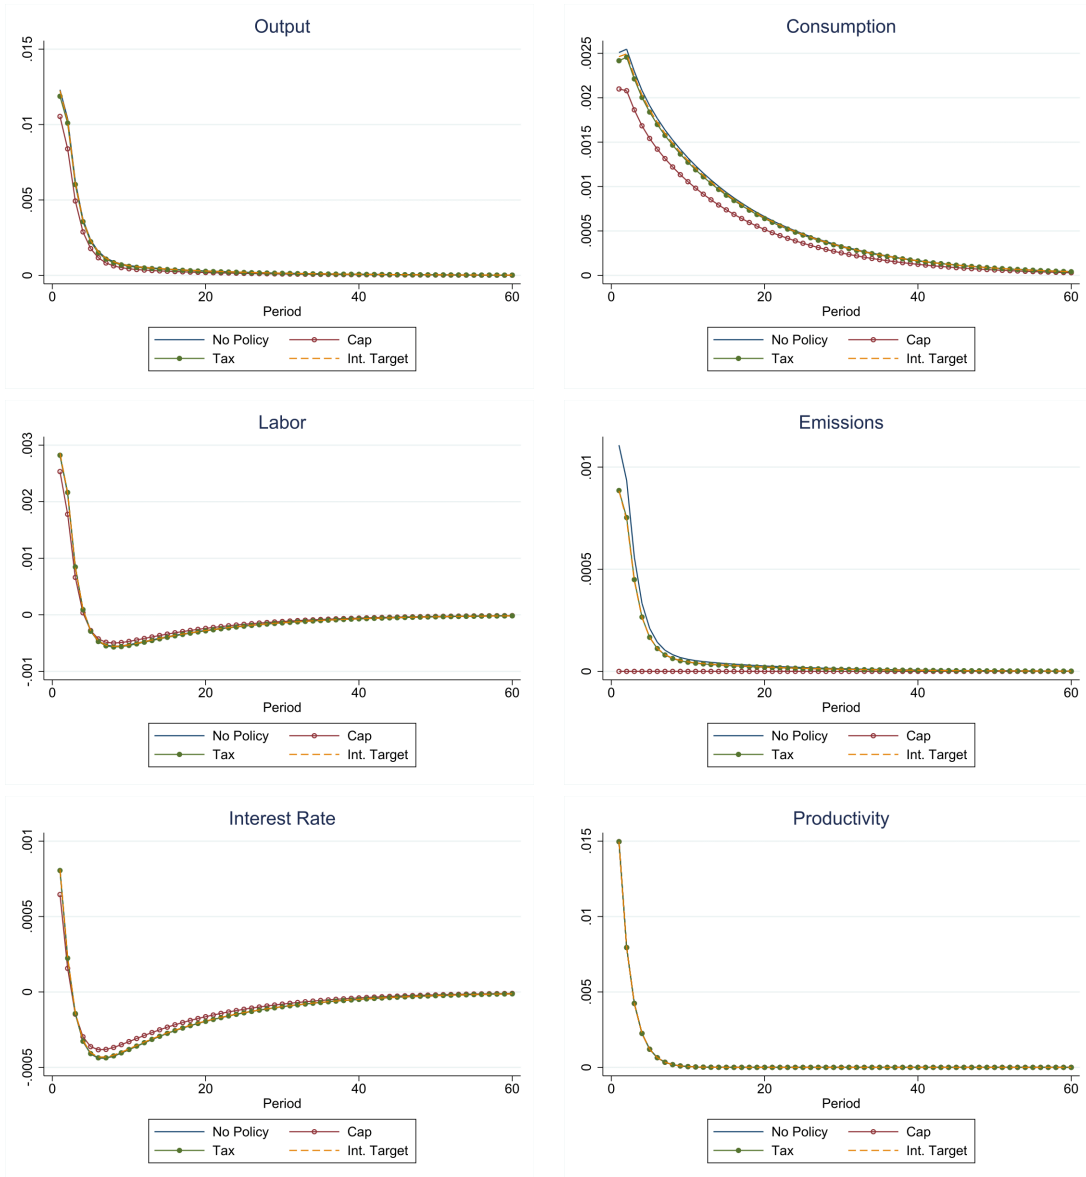 Output
.015
.01
.005
0
0 20 40 60
Period
No Policy Cap
Tax Int. Target
Consumption
.0025
.002
.0015
.001
.0005
0
0 20 40 60
Period
No Policy Cap
Tax Int. Target
Labor
.003
.002
.001
0
-.001
0 20 40 60
Period
No Policy Cap
Tax Int. Target
Emissions
.001
.0005
0
0 20 40 60
Period
No Policy Cap
Tax Int. Target
Interest Rate
.001
.0005
0
-.0005
0 20 40 60
Period
No Policy Cap
Tax Int. Target
Productivity
.015
.01
.005
0
0 20 40 60
Period
No Policy Cap
Tax Int. Target